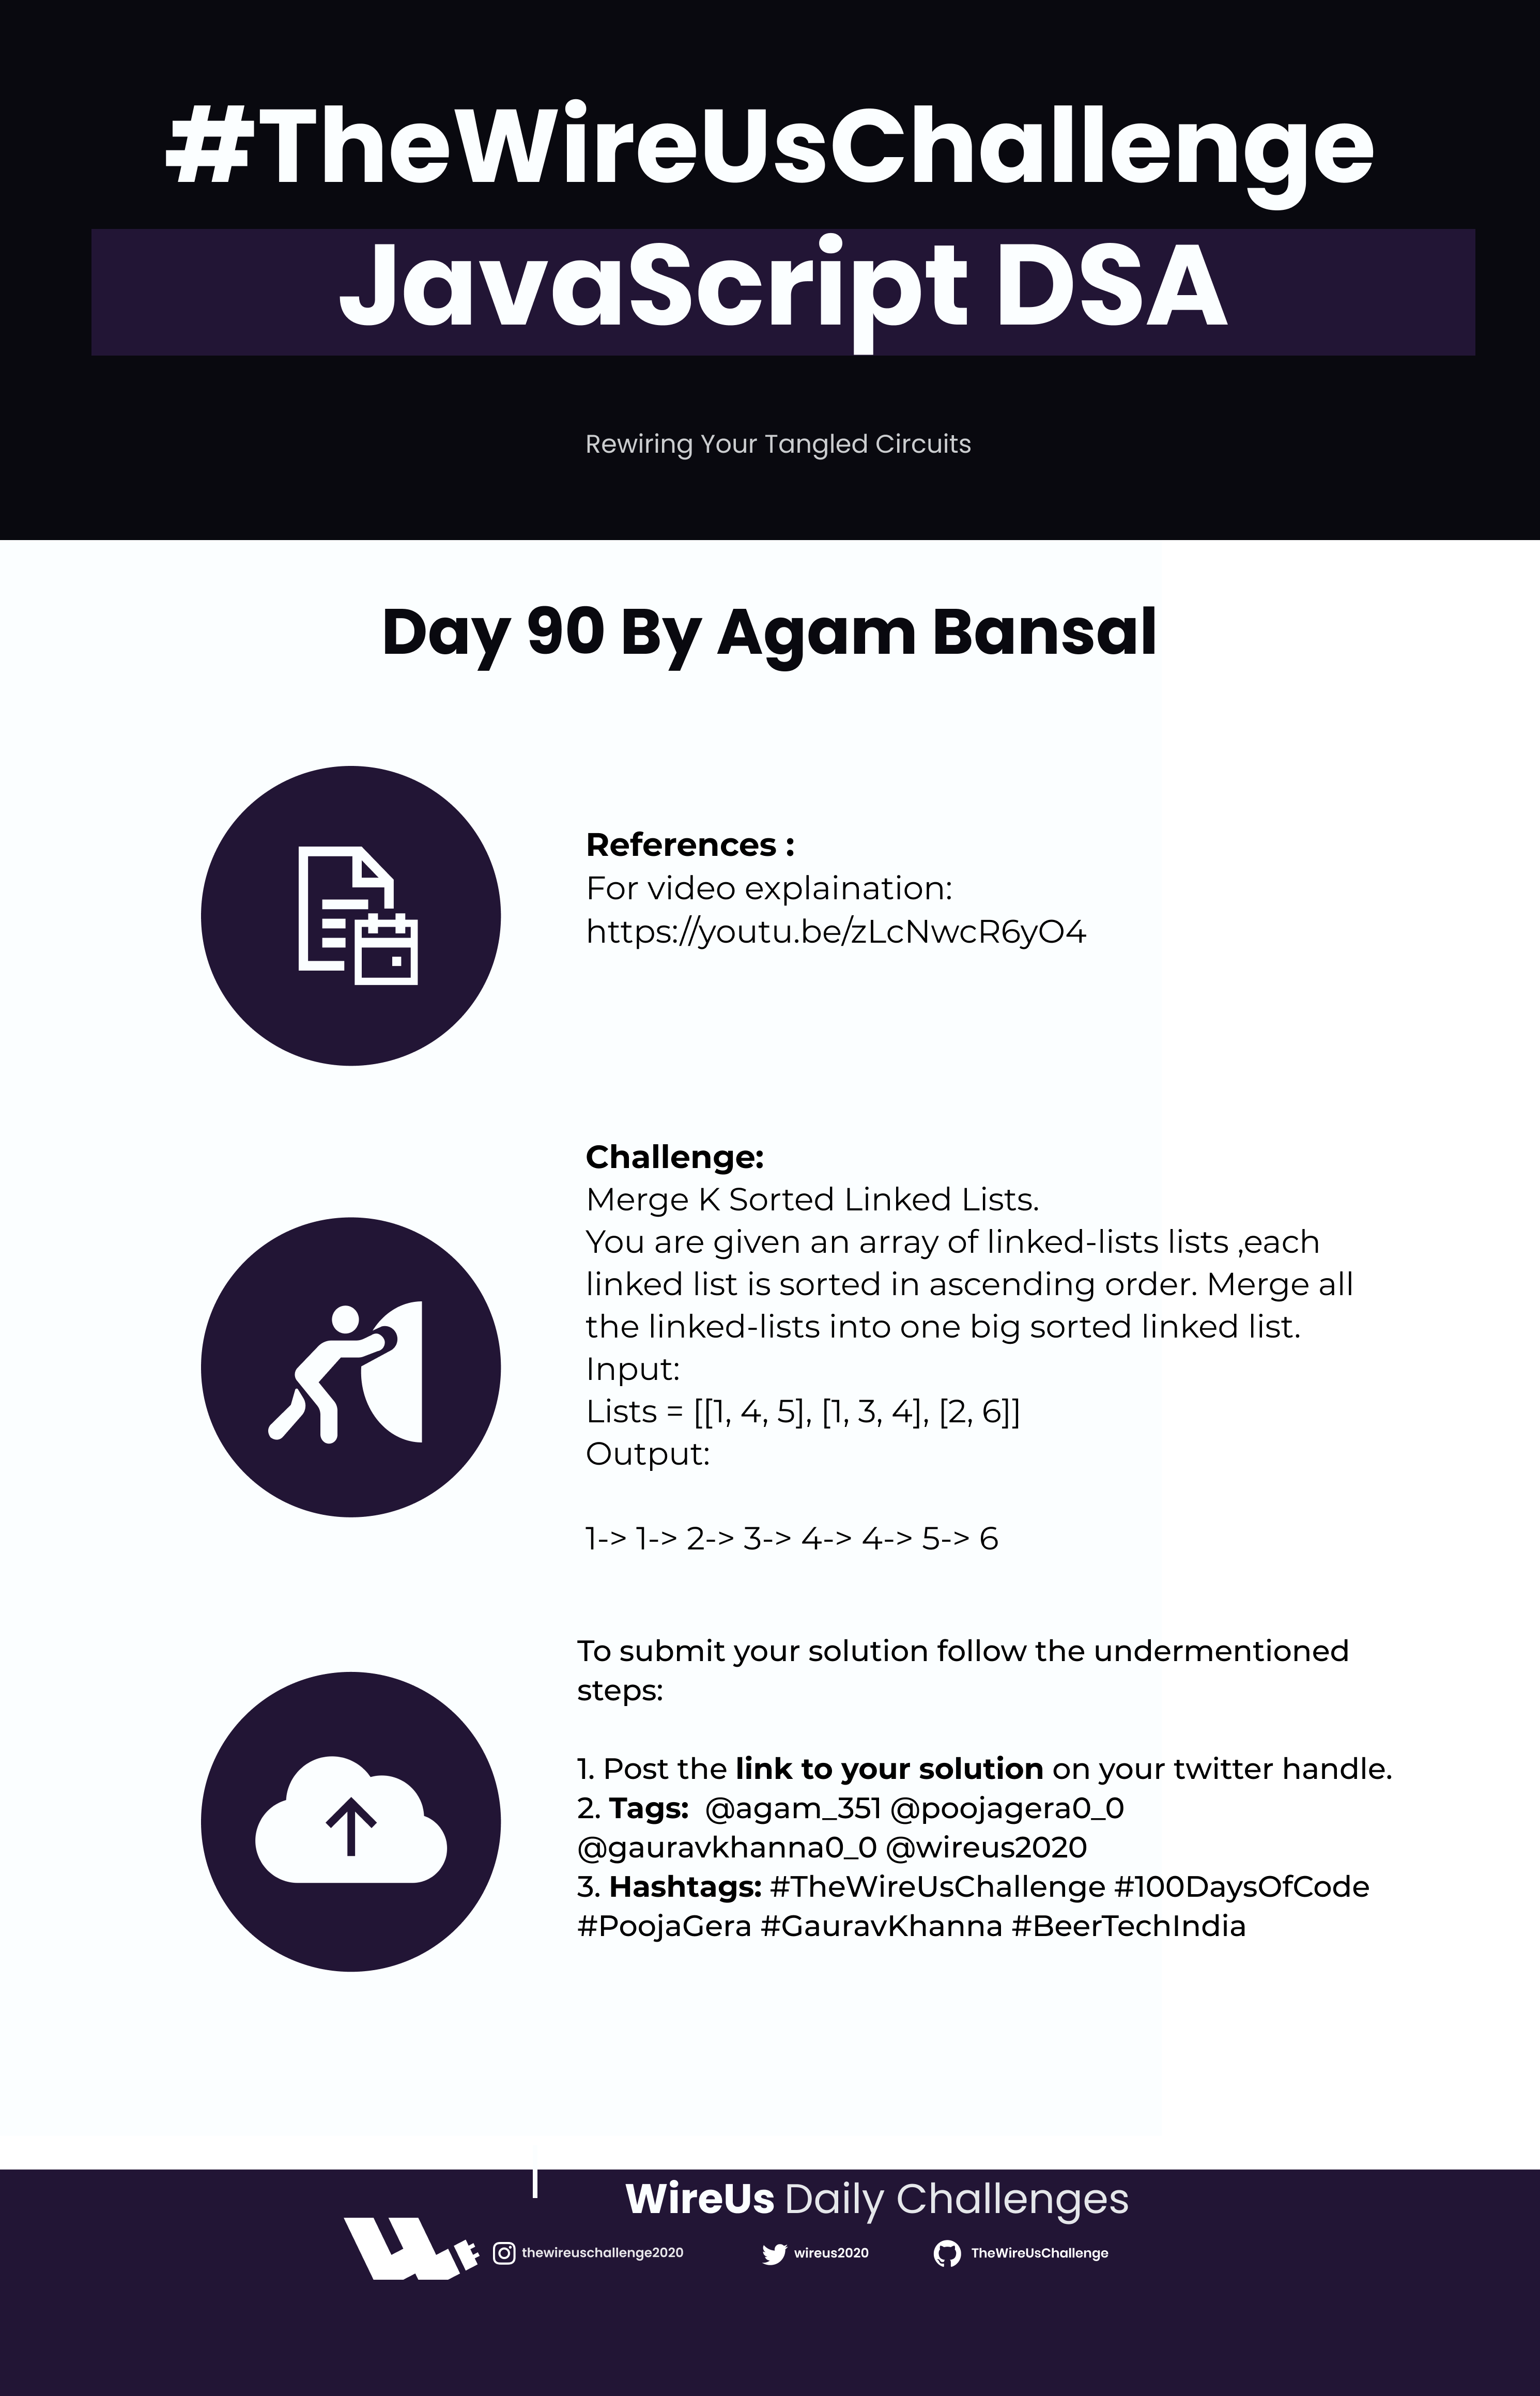 #TheWireUsChallenge
JavaScript DSA
Rewiring Your Tangled Circuits
Day 90 By Agam Bansal
References :
For video explaination:
https://youtu.be/zLcNwcR6yO4
Challenge:
Merge K Sorted Linked Lists.
You are given an array of linked-lists lists ,each
linked list is sorted in ascending order. Merge all
the linked-lists into one big sorted linked list.
Input:
Lists = [[1, 4, 5], [1, 3, 4], [2, 6]]
Output:
1-> 1-> 2-> 3-> 4-> 4-> 5-> 6
To submit your solution follow the undermentioned
steps:
1. Post the link to your solution on your twitter handle.
2. Tags: @agam_351 @poojagera0_0
@gauravkhanna0_0 @wireus2020
3. Hashtags: #TheWireUsChallenge #100DaysOfCode
#PoojaGera #GauravKhanna #BeerTechIndia
WireUs Daily Challenges
thewireuschallenge2020 wireus2020 TheWireUsChallenge